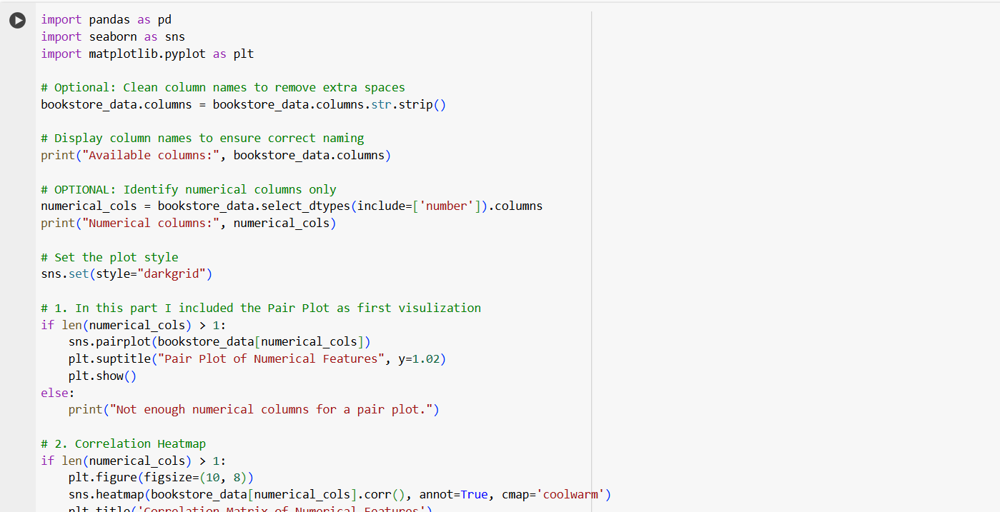 import pandas as pd
import seaborn as sns
import matplotlib.pyplot as plt

# Optional: Clean column names to remove extra spaces
bookstore_data.columns = bookstore_data.columns.str.strip()

# Display column names to ensure correct naming
print("Available columns:", bookstore_data.columns)

# OPTIONAL: Identify numerical columns only
numerical_cols = bookstore_data.select_dtypes(include=['number']).columns
print("Numerical columns:", numerical_cols)

# Set the plot style
sns.set(style="darkgrid")

# 1. In this part I included the Pair Plot as first visulization
if len(numerical_cols) > 1:
    sns.pairplot(bookstore_data[numerical_cols])
    plt.suptitle("Pair Plot of Numerical Features", y=1.02)
    plt.show()
else:
    print("Not enough numerical columns for a pair plot.")

# 2. Correlation Heatmap
if len(numerical_cols) > 1:
    plt.figure(figsize=(10, 8))
    sns.heatmap(bookstore_data[numerical_cols].corr(), annot=True, cmap='coolwarm')
    plt.title('Correlation Matrix of Numerical Features')